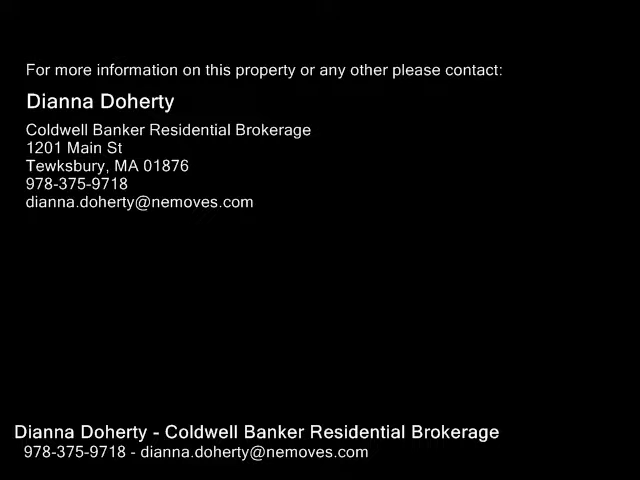 For more information on this property or any other please contact:
Dianna Doherty
Coldwell Banker Residential Brokerage
1201 Main St
Tewksbury, MA 01876
978-375-9718
dianna.doherty@nemoves.com
Dianna Doherty - Coldwell Banker Residential Brokerage
978-375-9718 - dianna.doherty@nemoves.com